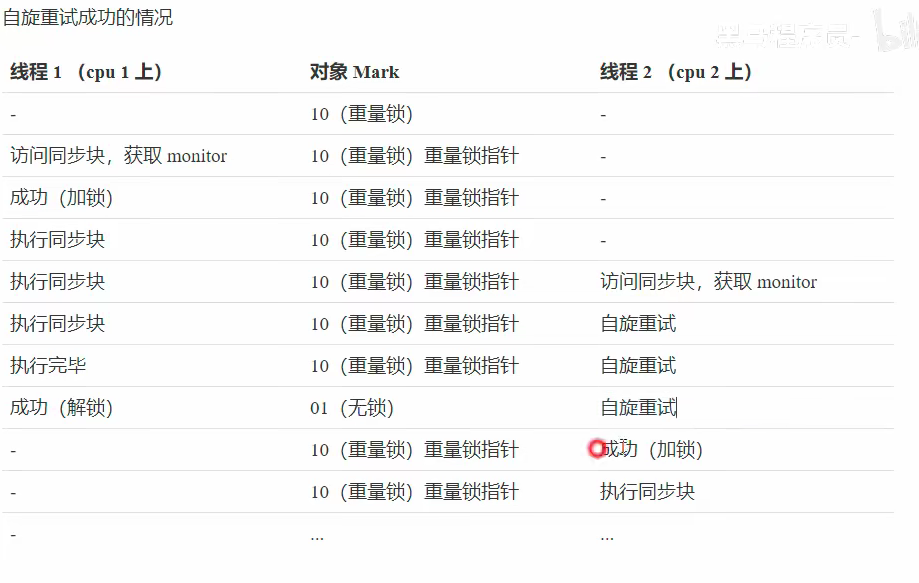 自旋重试成功的情况
线程 1 （cpu 1 上） 对象 Mark 线程 2 （cpu 2 上）
- 10（重量锁） -
访问同步块，获取 monitor 10（重量锁）重量锁指针 -
成功（加锁） 10（重量锁）重量锁指针 -
执行同步块 10（重量锁）重量锁指针 -
执行同步块 10（重量锁）重量锁指针 访问同步块，获取 monitor
执行同步块 10（重量锁）重量锁指针 自旋重试
执行完毕 10（重量锁）重量锁指针 自旋重试
成功（解锁） 01（无锁） 自旋重试
- 10（重量锁）重量锁指针 成功（加锁）
- 10（重量锁）重量锁指针 执行同步块
- ... ...